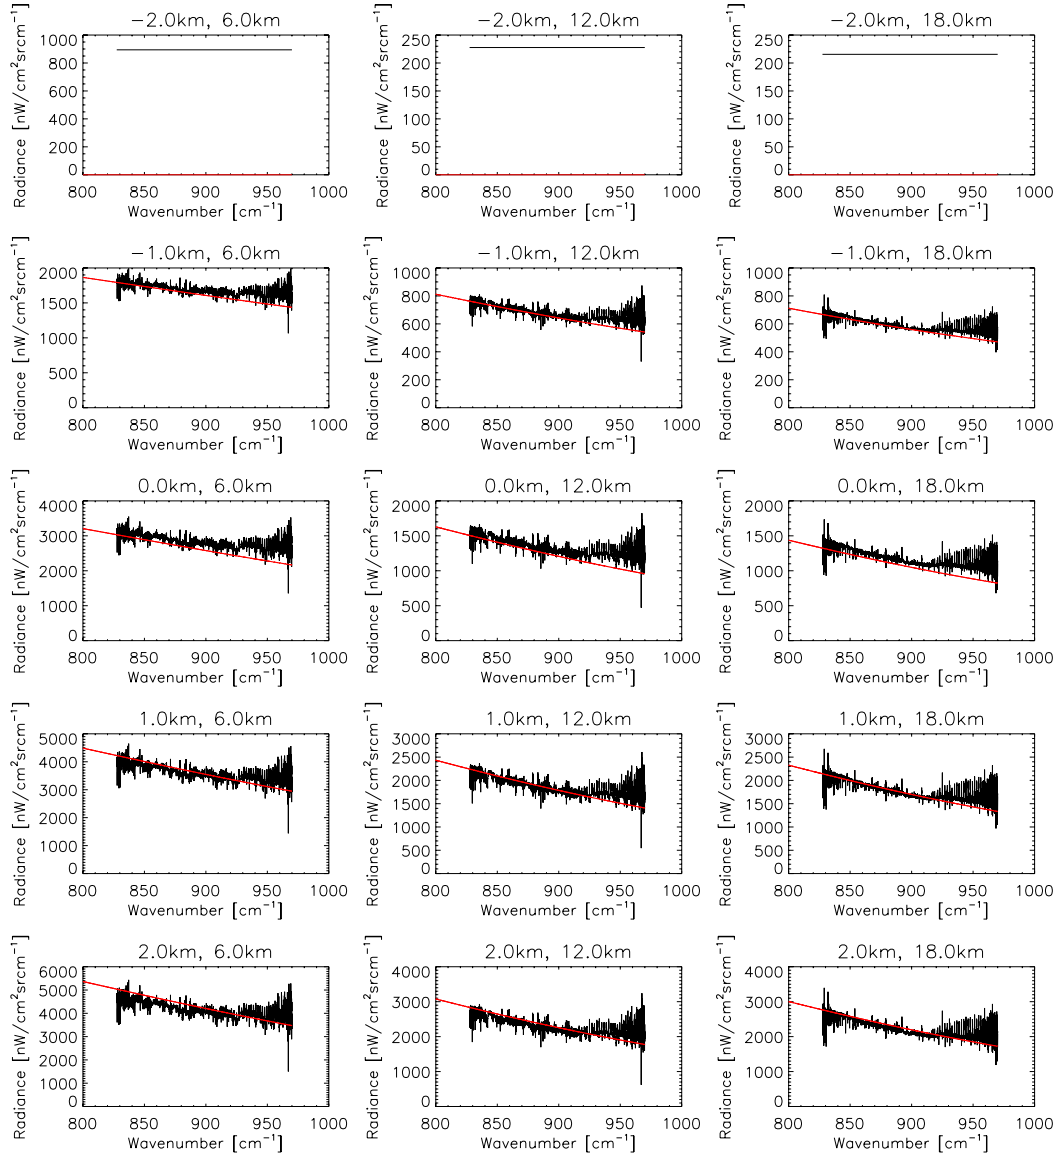 −2.0km, 6.0km
Radiance [nW/cm²srcm⁻¹]
1000
800
600
400
200
0
800 850 900 950 1000
Wavenumber [cm⁻¹]
−2.0km, 12.0km
Radiance [nW/cm²srcm⁻¹]
250
200
150
100
50
0
800 850 900 950 1000
Wavenumber [cm⁻¹]
−2.0km, 18.0km
Radiance [nW/cm²srcm⁻¹]
250
200
150
100
50
0
800 850 900 950 1000
Wavenumber [cm⁻¹]
−1.0km, 6.0km
Radiance [nW/cm²srcm⁻¹]
2000
1500
1000
500
0
800 850 900 950 1000
Wavenumber [cm⁻¹]
−1.0km, 12.0km
Radiance [nW/cm²srcm⁻¹]
1000
800
600
400
200
0
800 850 900 950 1000
Wavenumber [cm⁻¹]
−1.0km, 18.0km
Radiance [nW/cm²srcm⁻¹]
1000
800
600
400
200
0
800 850 900 950 1000
Wavenumber [cm⁻¹]
0.0km, 6.0km
Radiance [nW/cm²srcm⁻¹]
4000
3000
2000
1000
0
800 850 900 950 1000
Wavenumber [cm⁻¹]
0.0km, 12.0km
Radiance [nW/cm²srcm⁻¹]
2000
1500
1000
500
0
800 850 900 950 1000
Wavenumber [cm⁻¹]
0.0km, 18.0km
Radiance [nW/cm²srcm⁻¹]
2000
1500
1000
500
0
800 850 900 950 1000
Wavenumber [cm⁻¹]
1.0km, 6.0km
Radiance [nW/cm²srcm⁻¹]
5000
4000
3000
2000
1000
0
800 850 900 950 1000
Wavenumber [cm⁻¹]
1.0km, 12.0km
Radiance [nW/cm²srcm⁻¹]
3000
2500
2000
1500
1000
500
0
800 850 900 950 1000
Wavenumber [cm⁻¹]
1.0km, 18.0km
Radiance [nW/cm²srcm⁻¹]
3000
2500
2000
1500
1000
500
0
800 850 900 950 1000
Wavenumber [cm⁻¹]
2.0km, 6.0km
Radiance [nW/cm²srcm⁻¹]
6000
5000
4000
3000
2000
1000
0
800 850 900 950 1000
Wavenumber [cm⁻¹]
2.0km, 12.0km
Radiance [nW/cm²srcm⁻¹]
4000
3000
2000
1000
0
800 850 900 950 1000
Wavenumber [cm⁻¹]
2.0km, 18.0km
Radiance [nW/cm²srcm⁻¹]
4000
3000
2000
1000
0
800 850 900 950 1000
Wavenumber [cm⁻¹]